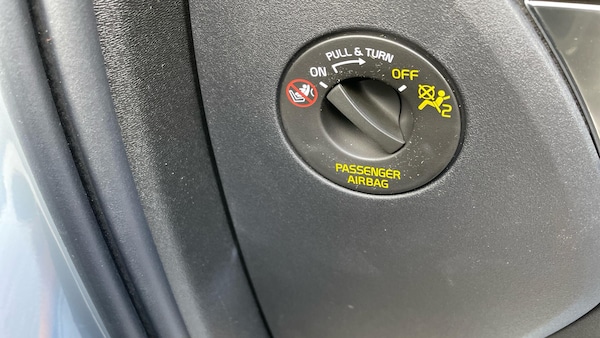 PULL & TURN
ON
OFF
2
PASSENGER
AIRBAG